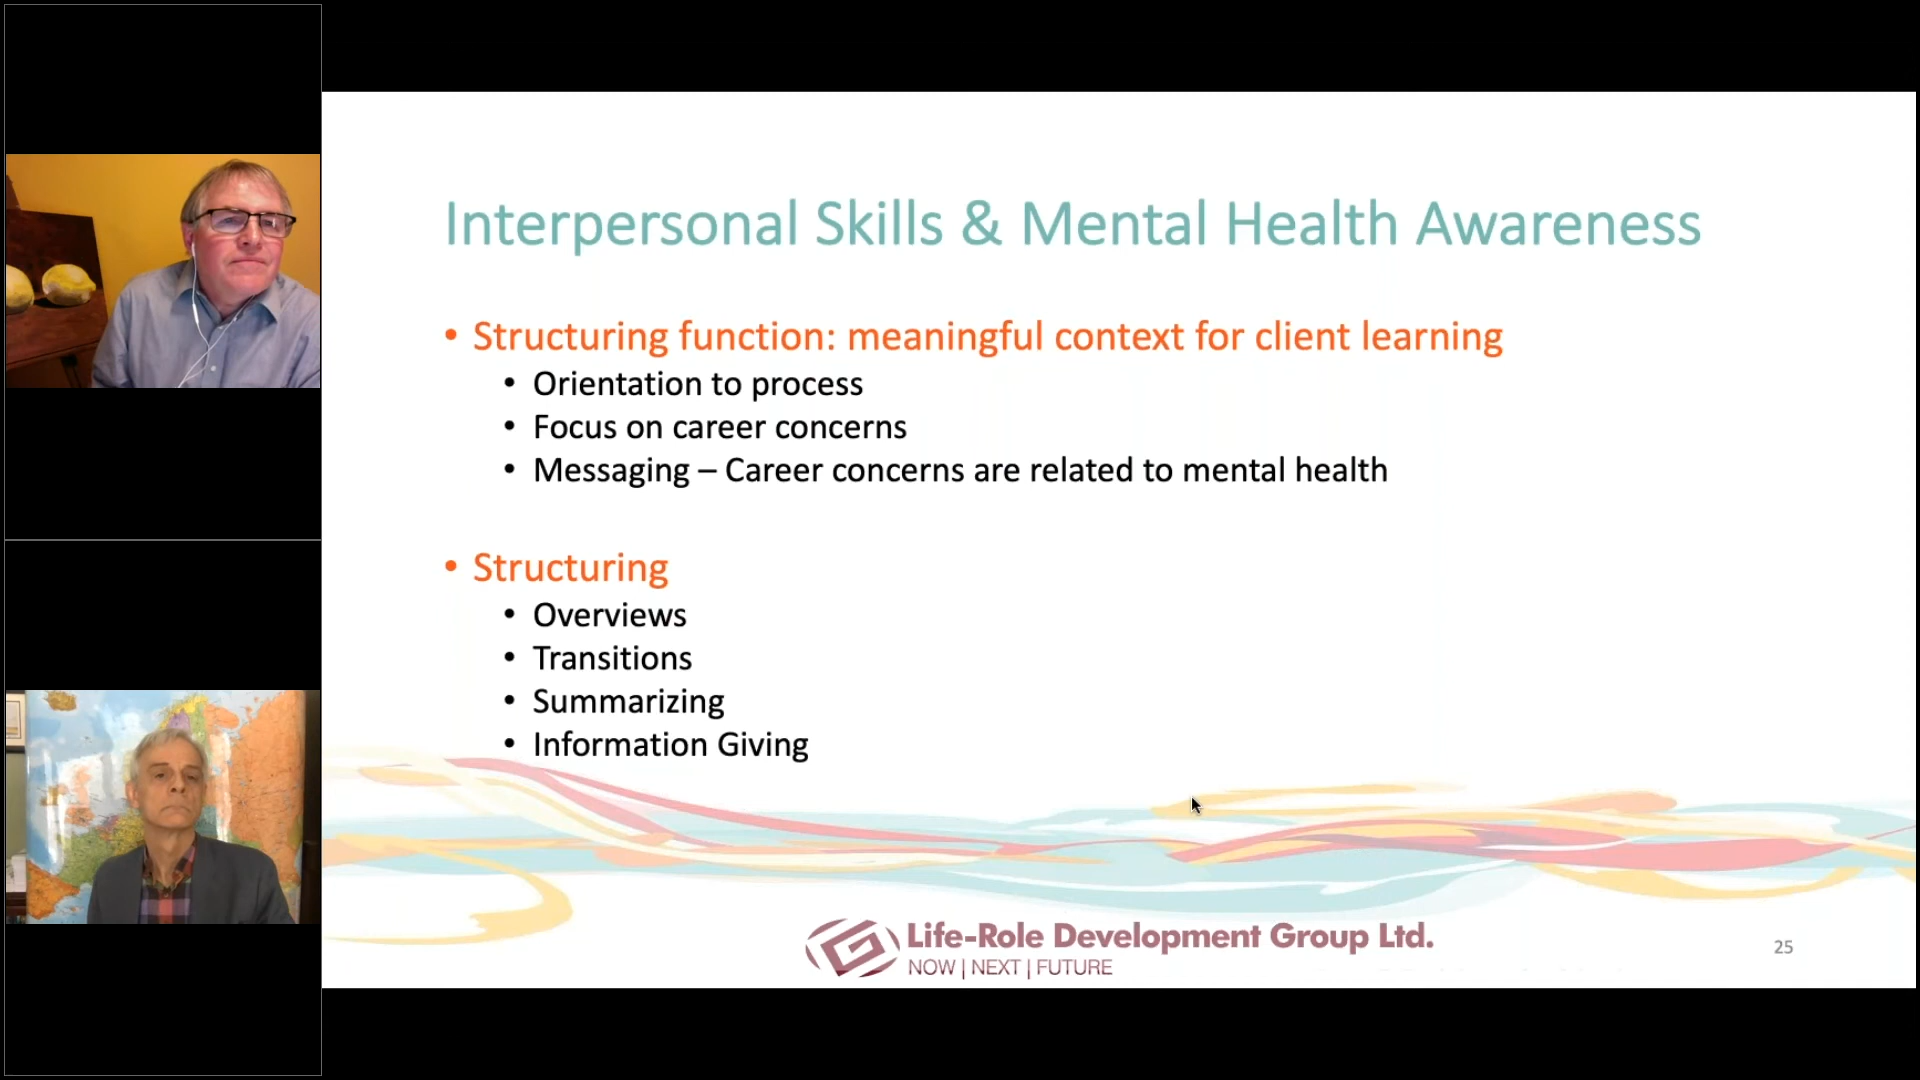 Interpersonal Skills & Mental Health Awareness
• Structuring function: meaningful context for client learning
• Orientation to process
• Focus on career concerns
• Messaging – Career concerns are related to mental health
• Structuring
• Overviews
• Transitions
• Summarizing
• Information Giving
Life-Role Development Group Ltd.
NOW | NEXT | FUTURE
25